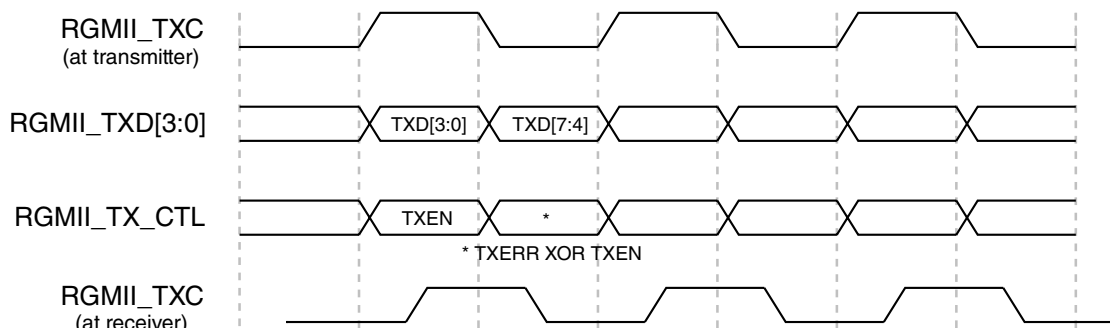 RGMII_TXC
(at transmitter)
RGMII_TXD[3:0]
TXD[3:0]
TXD[7:4]
RGMII_TX_CTL
TXEN
*
* TXERR XOR TXEN
RGMII_TXC
(at receiver)